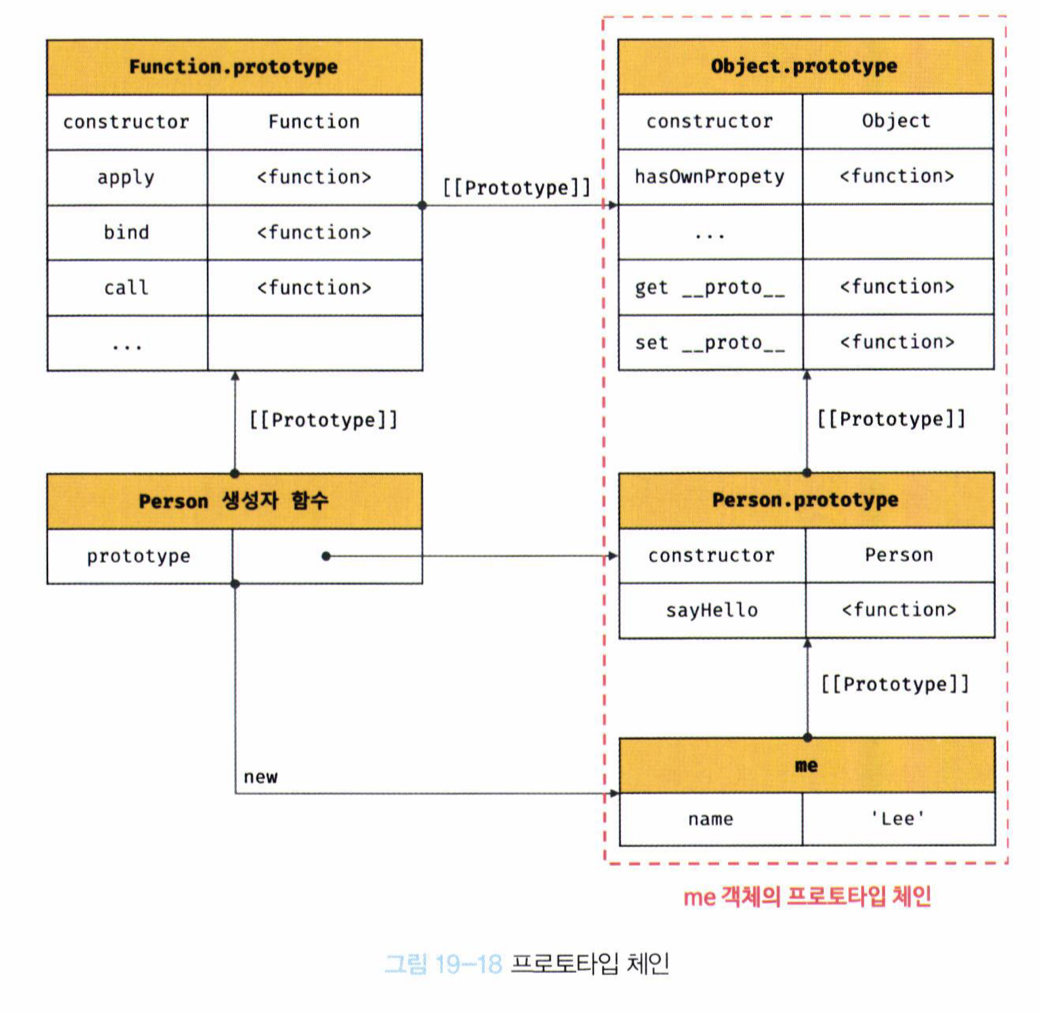 Function.prototype
constructor Function
apply <function>
bind <function>
call <function>
...
[[Prototype]]
Object.prototype
constructor Object
hasOwnPropety <function>
...
get __proto__ <function>
set __proto__ <function>
[[Prototype]]
[[Prototype]]
Person 생성자 함수
prototype
Person.prototype
constructor Person
sayHello <function>
[[Prototype]]
new
me
name 'Lee'
me 객체의 프로토타입 체인
그림 19–18 프로토타입 체인